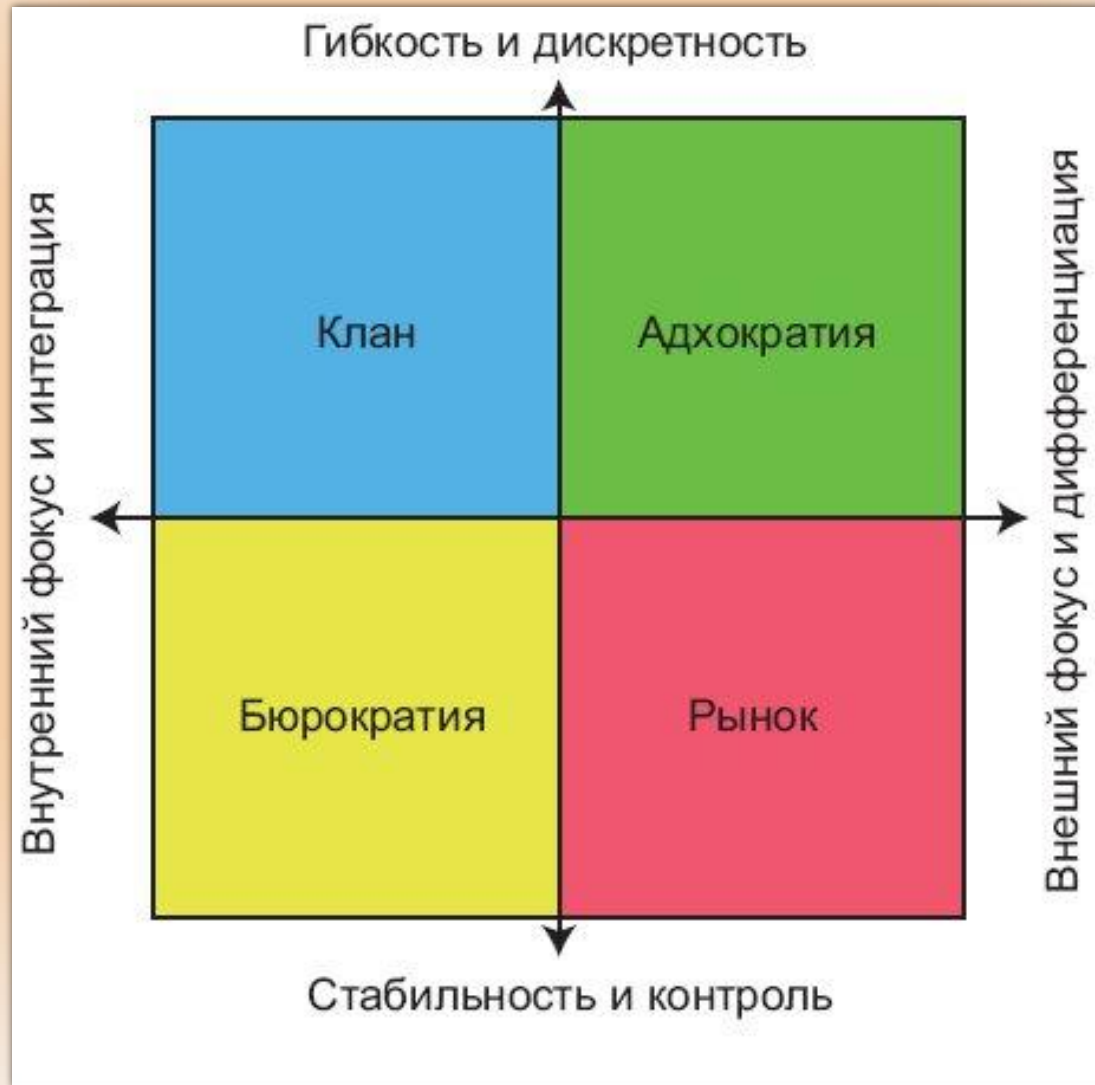 Гибкость и дискретность
Внутренний фокус и интеграция
Клан
Адхократия
Внешний фокус и дифференциация
Бюрократия
Рынок
Стабильность и контроль